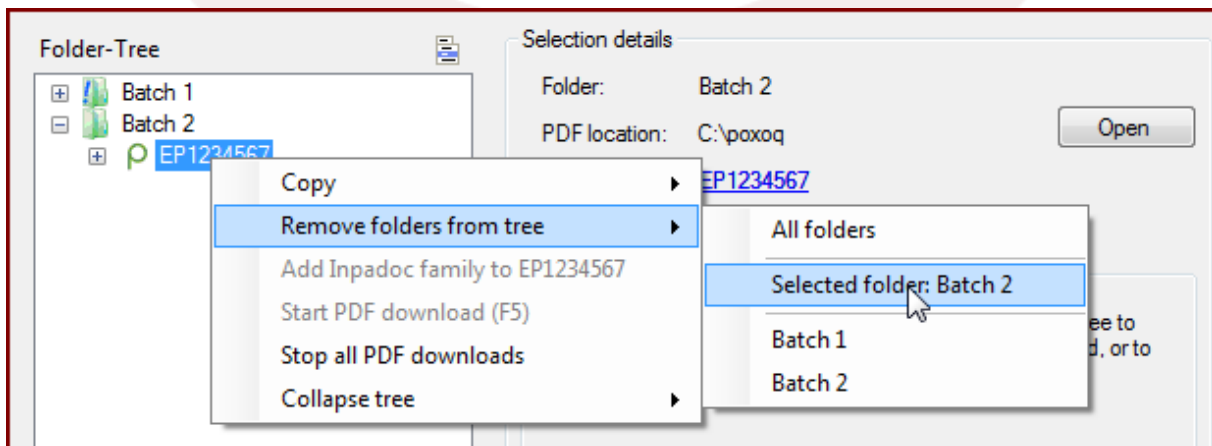 Folder-Tree
Batch 1
Batch 2
EP1234567
Selection details
Folder: Batch 2
PDF location: C:\poxoq
Open
EP1234567
Copy
Remove folders from tree
Add Inpadoc family to EP1234567
Start PDF download (F5)
Stop all PDF downloads
Collapse tree
All folders
Selected folder: Batch 2
Batch 1
Batch 2
ee to
d, or to